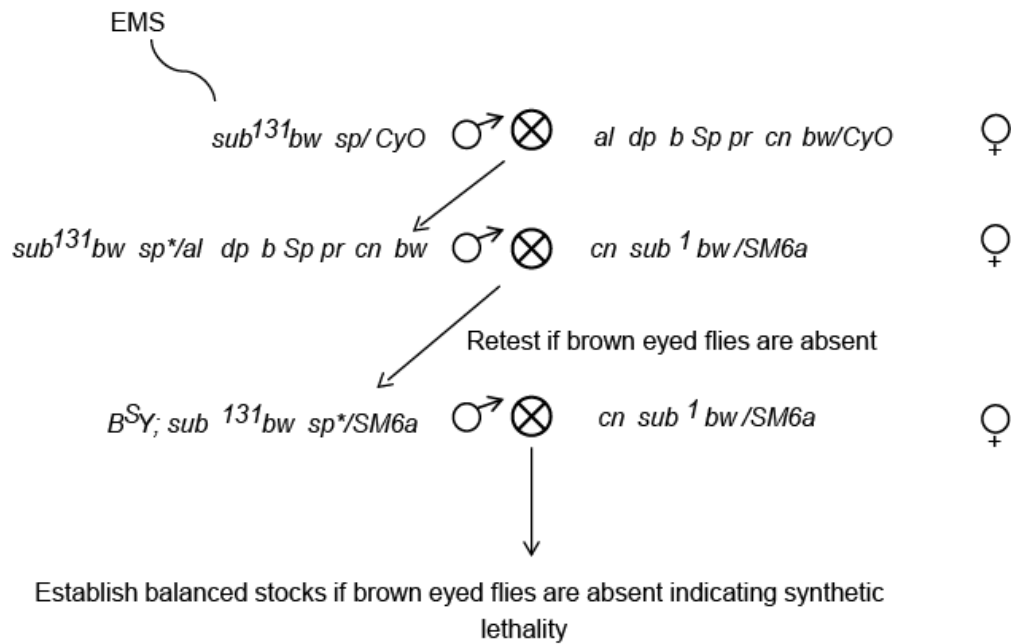 EMS
sub131bw sp/ CyO al dp b Sp pr cn bw/CyO
sub131bw sp*/al dp b Sp pr cn bw cn sub 1 bw /SM6a
Retest if brown eyed flies are absent
BSY; sub 131bw sp*/SM6a cn sub 1 bw /SM6a
Establish balanced stocks if brown eyed flies are absent indicating synthetic
lethality